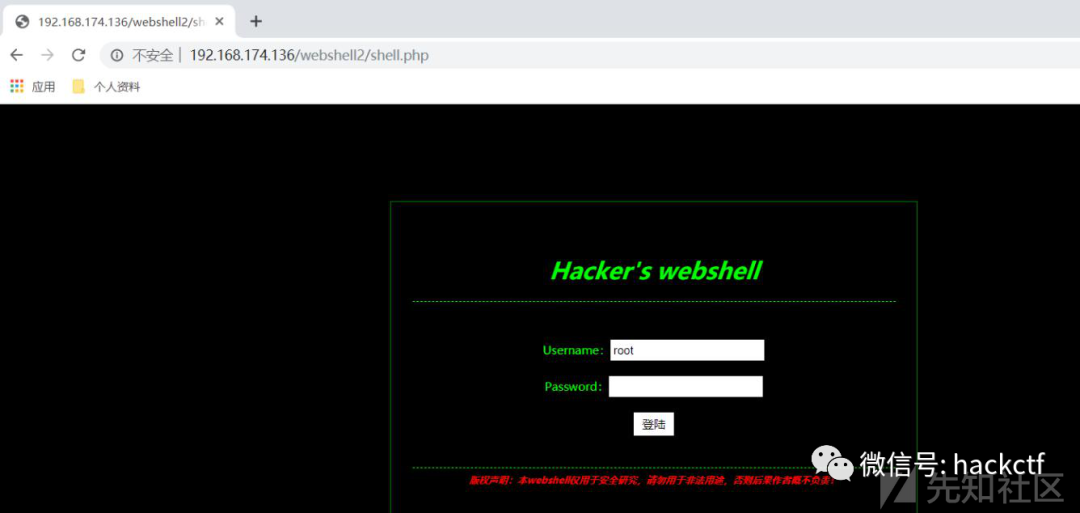 192.168.174.136/webshell2/sh
不安全 | 192.168.174.136/webshell2/shell.php
应用 个人资料
Hacker's webshell
Username: root
Password:
登陆
版权声明：本webshell仅用于安全研究，请勿用于非法用途，否则后果作者概不负责！
微信号: hackctf
先知社区